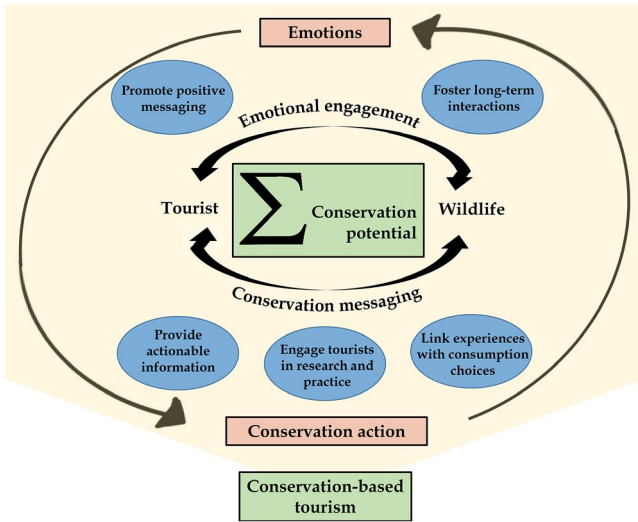 Emotions
Promote positive
messaging
Foster long-term
interactions
Emotional engagement
Tourist
∑ Conservation
potential
Wildlife
Conservation messaging
Provide
actionable
information
Engage tourists
in research and
practice
Link experiences
with consumption
choices
Conservation action
Conservation-based
tourism